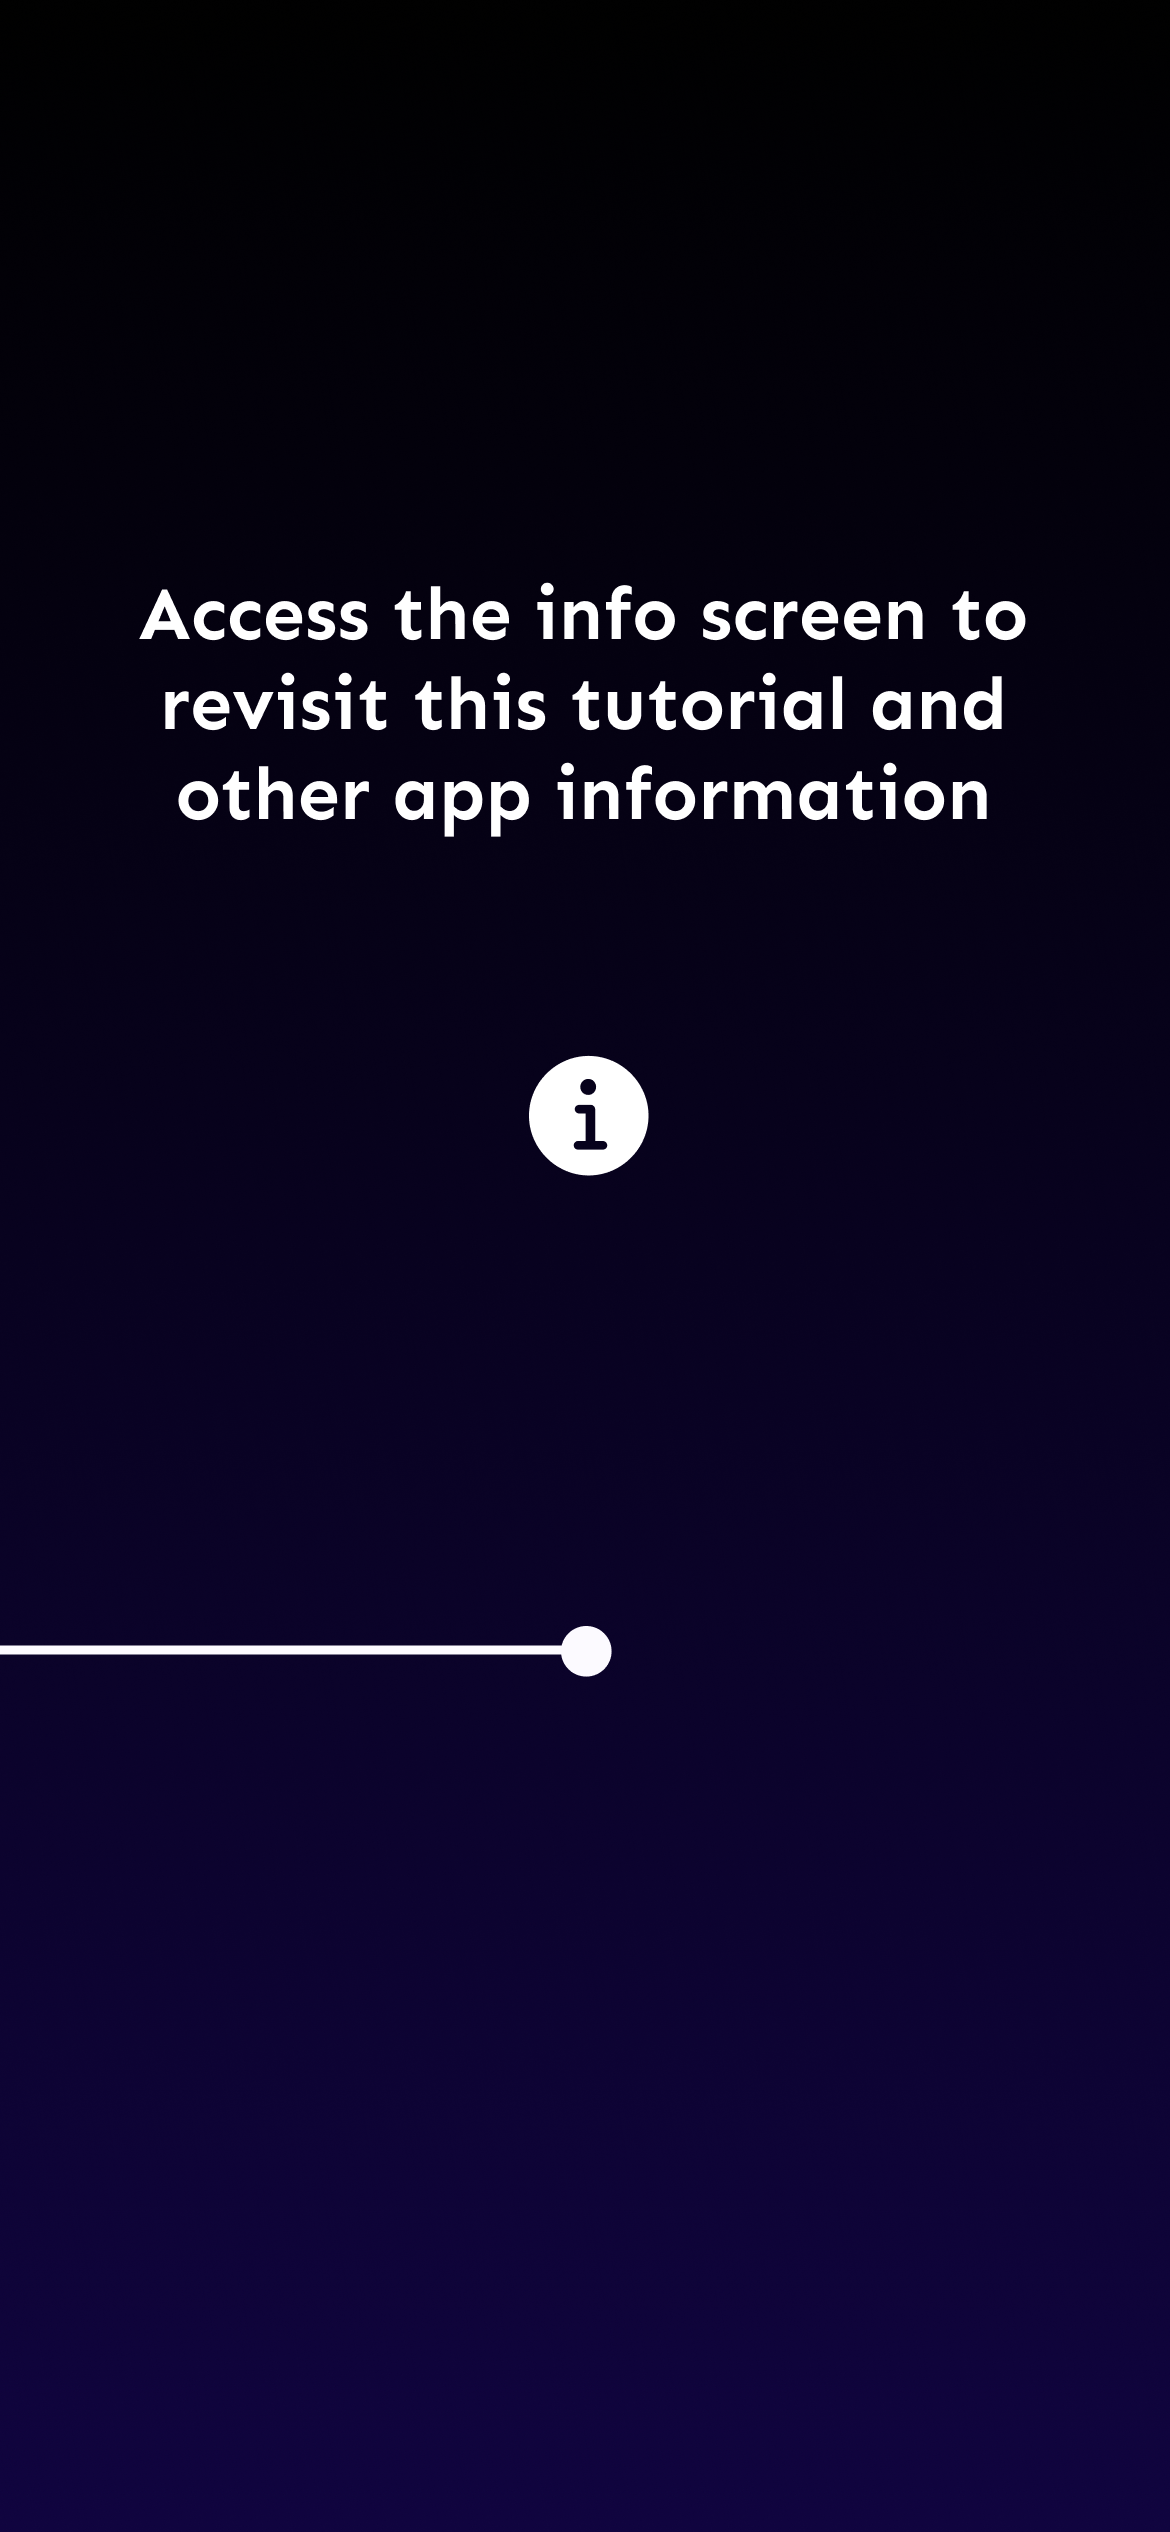 Access the info screen to
revisit this tutorial and
other app information
i